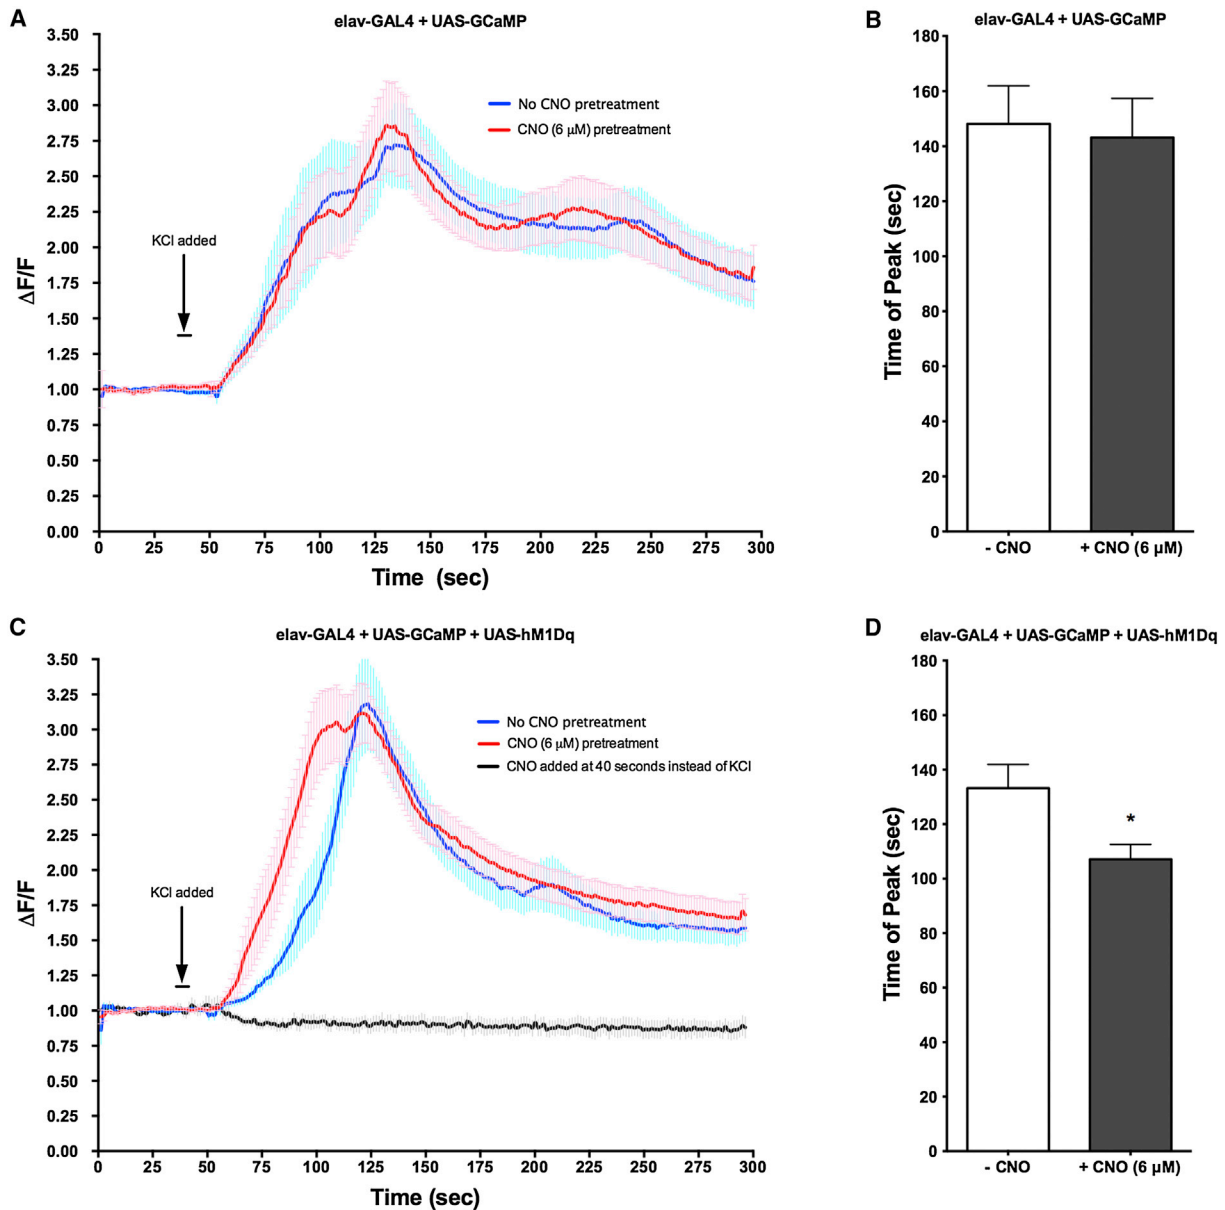 A
elav-GAL4 + UAS-GCaMP
3.50
3.25
3.00
2.75
2.50
2.25
2.00
1.75
1.50
1.25
1.00
0.75
0.50
0.25
0.00
ΔF/F
No CNO pretreatment
CNO (6 μM) pretreatment
KCl added
0 25 50 75 100 125 150 175 200 225 250 275 300
Time (sec)
B
elav-GAL4 + UAS-GCaMP
180
160
140
120
100
80
60
40
20
0
Time of Peak (sec)
- CNO + CNO (6 μM)
C
elav-GAL4 + UAS-GCaMP + UAS-hM1Dq
3.50
3.25
3.00
2.75
2.50
2.25
2.00
1.75
1.50
1.25
1.00
0.75
0.50
0.25
0.00
ΔF/F
No CNO pretreatment
CNO (6 μM) pretreatment
CNO added at 40 seconds instead of KCl
KCl added
0 25 50 75 100 125 150 175 200 225 250 275 300
Time (sec)
D
elav-GAL4 + UAS-GCaMP + UAS-hM1Dq
180
160
140
120
100
80
60
40
20
0
Time of Peak (sec)
*
- CNO + CNO (6 μM)